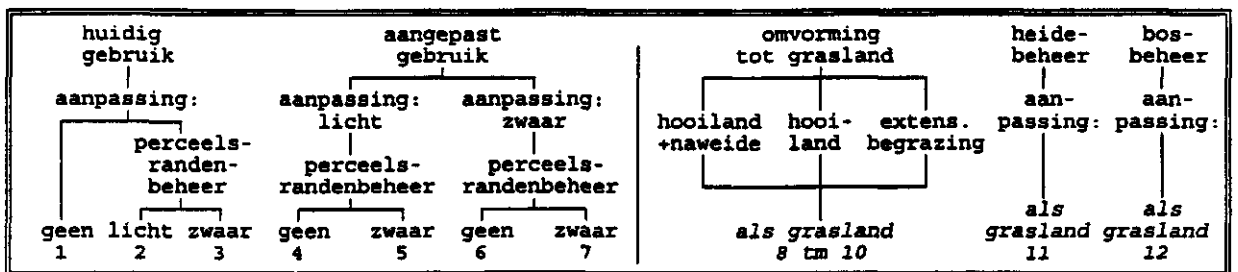 huidig aangepast omvorming heide- bos-
gebruik gebruik tot grasland beheer beheer
aanpassing: aanpassing: aanpassing: aan- aan-
licht zwaar hooiland hooi- extens. passing: passing:
perceels- +naweide land begrazing
randen- perceels- perceels-
beheer randenbeheer randenbeheer
als als
geen licht zwaar geen zwaar geen zwaar als grasland grasland grasland
1 2 3 4 5 6 7 8 tm 10 11 12